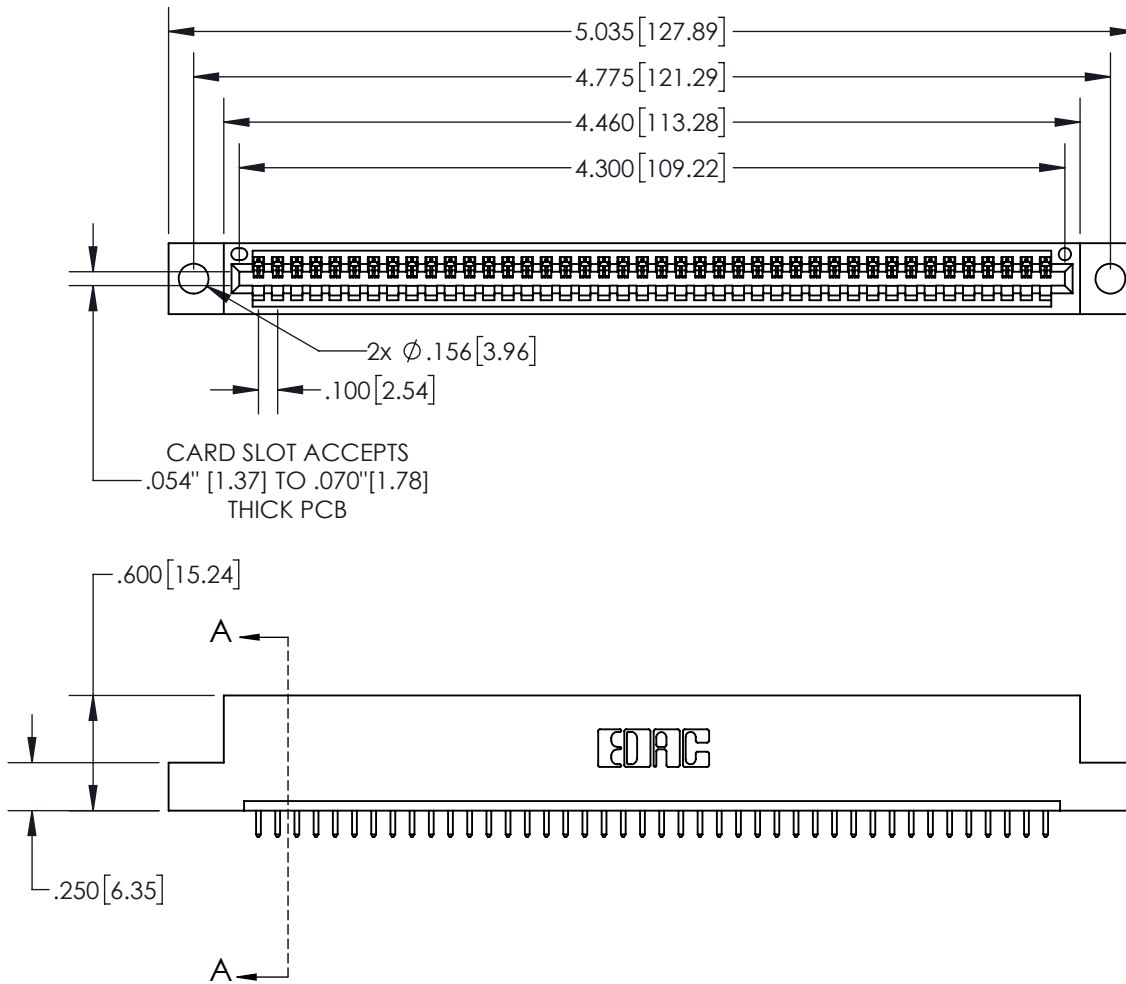 5.035[127.89]
4.775[121.29]
4.460[113.28]
4.300[109.22]
2x Ø.156[3.96]
.100[2.54]
CARD SLOT ACCEPTS
.054" [1.37] TO .070"[1.78]
THICK PCB
.600[15.24]
A
EDAC
.250[6.35]
A